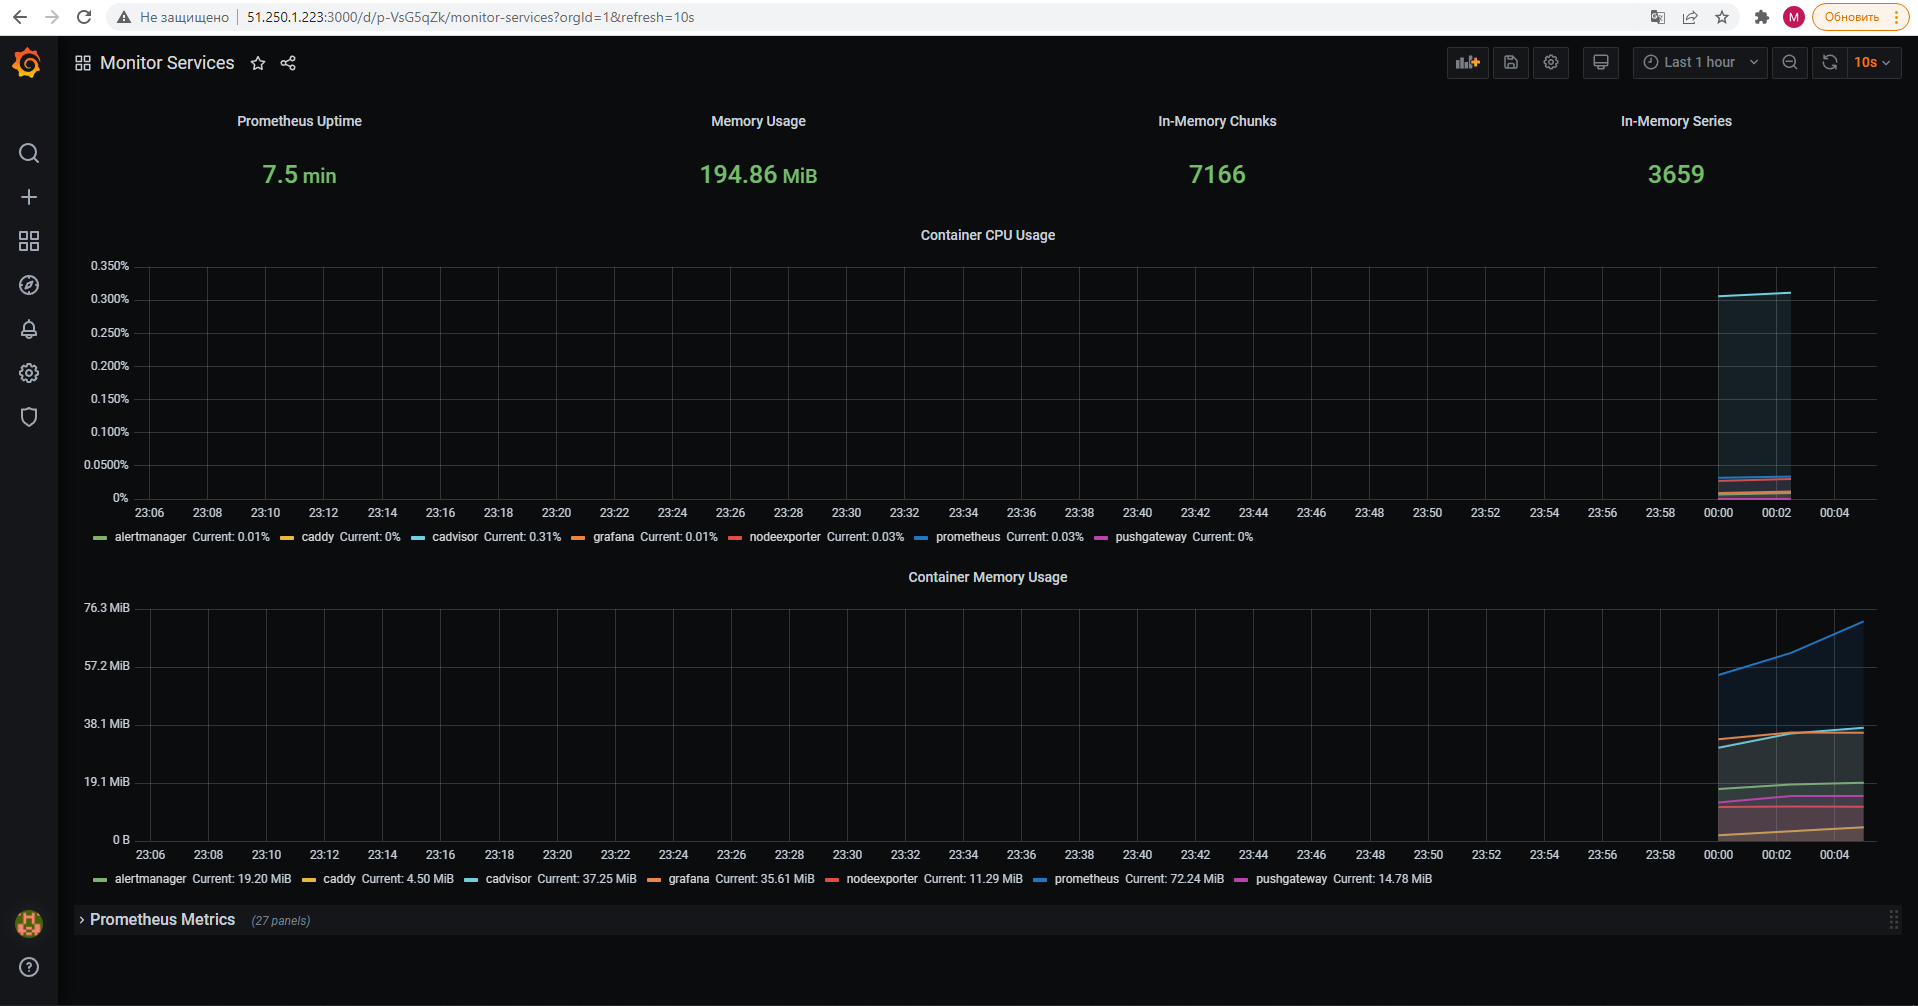 Не защищено 51.250.1.223:3000/d/p-VsG5qZk/monitor-services?orgId=1&refresh=10s M Обновить
Monitor Services Last 1 hour 10s
Prometheus Uptime Memory Usage In-Memory Chunks In-Memory Series
7.5 min 194.86 MiB 7166 3659
Container CPU Usage
0.350%
0.300%
0.250%
0.200%
0.150%
0.100%
0.0500%
0%
23:06 23:08 23:10 23:12 23:14 23:16 23:18 23:20 23:22 23:24 23:26 23:28 23:30 23:32 23:34 23:36 23:38 23:40 23:42 23:44 23:46 23:48 23:50 23:52 23:54 23:56 23:58 00:00 00:02 00:04
alertmanager Current: 0.01% caddy Current: 0% cadvisor Current: 0.31% grafana Current: 0.01% nodeexporter Current: 0.03% prometheus Current: 0.03% pushgateway Current: 0%
Container Memory Usage
76.3 MiB
57.2 MiB
38.1 MiB
19.1 MiB
0 B
23:06 23:08 23:10 23:12 23:14 23:16 23:18 23:20 23:22 23:24 23:26 23:28 23:30 23:32 23:34 23:36 23:38 23:40 23:42 23:44 23:46 23:48 23:50 23:52 23:54 23:56 23:58 00:00 00:02 00:04
alertmanager Current: 19.20 MiB caddy Current: 4.50 MiB cadvisor Current: 37.25 MiB grafana Current: 35.61 MiB nodeexporter Current: 11.29 MiB prometheus Current: 72.24 MiB pushgateway Current: 14.78 MiB
Prometheus Metrics (27 panels)